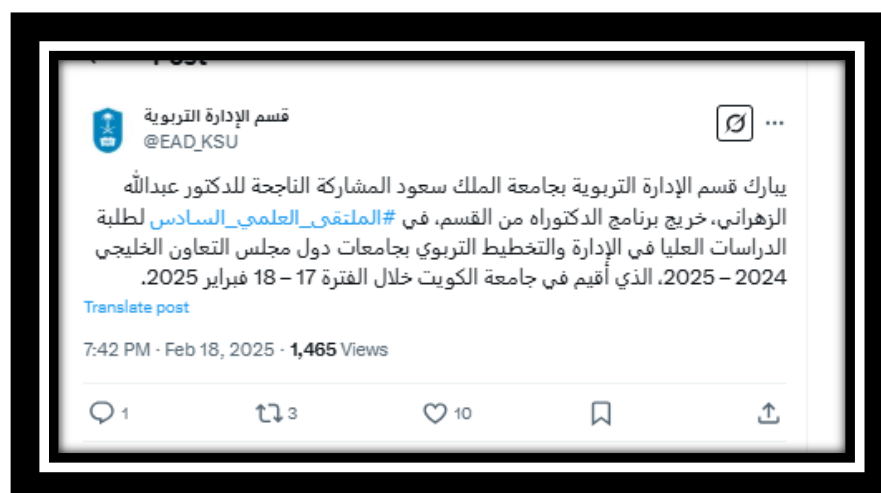 Post
قسم الإدارة التربوية
@EAD_KSU
يبارك قسم الإدارة التربوية بجامعة الملك سعود المشاركة الناجحة للدكتور عبدالله
الزهراني، خريج برنامج الدكتوراه من القسم، في #الملتقى_العلمي_السادس لطلبة
الدراسات العليا في الإدارة والتخطيط التربوي بجامعات دول مجلس التعاون الخليجي
2024 – 2025، الذي أقيم في جامعة الكويت خلال الفترة 17 – 18 فبراير 2025.
Translate post
7:42 PM · Feb 18, 2025 · 1,465 Views
1 3 10